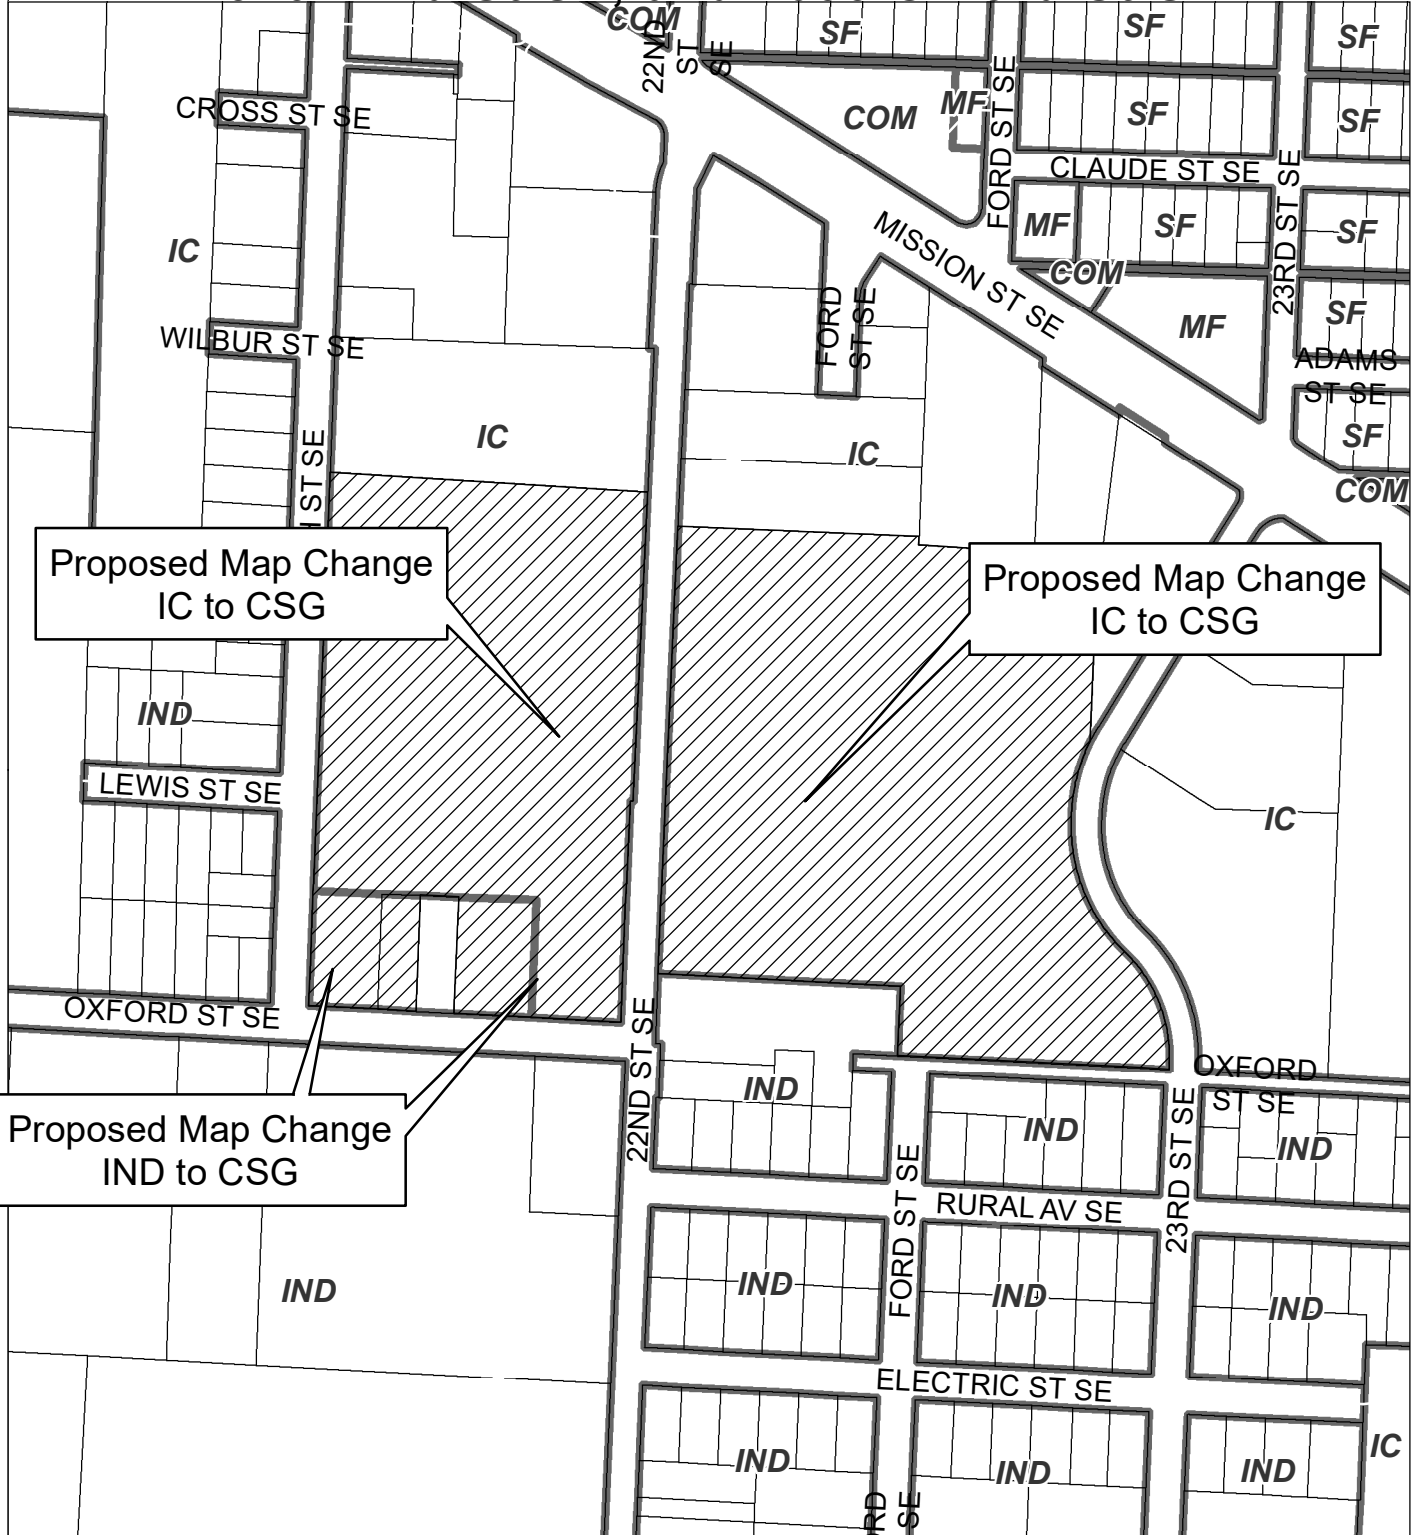 COM
22ND
ST
SE
SF
SF
SF
CROSS ST SE
COM
MF
FORD ST SE
SF
SF
CLAUDE ST SE
23RD ST SE
IC
MISSION ST SE
MF
SF
SF
COM
FORD
ST SE
MF
SF
WILBUR ST SE
ADAMS
ST SE
IC
IC
SF
COM
ST SE
Proposed Map Change
IC to CSG
Proposed Map Change
IC to CSG
IND
LEWIS ST SE
IC
OXFORD ST SE
22ND ST SE
IND
OXFORD
ST SE
Proposed Map Change
IND to CSG
IND
IND
23RD ST SE
FORD ST SE
RURAL AV SE
IND
IND
IND
IND
ELECTRIC ST SE
IND
IND
IND
IC
RD
SE